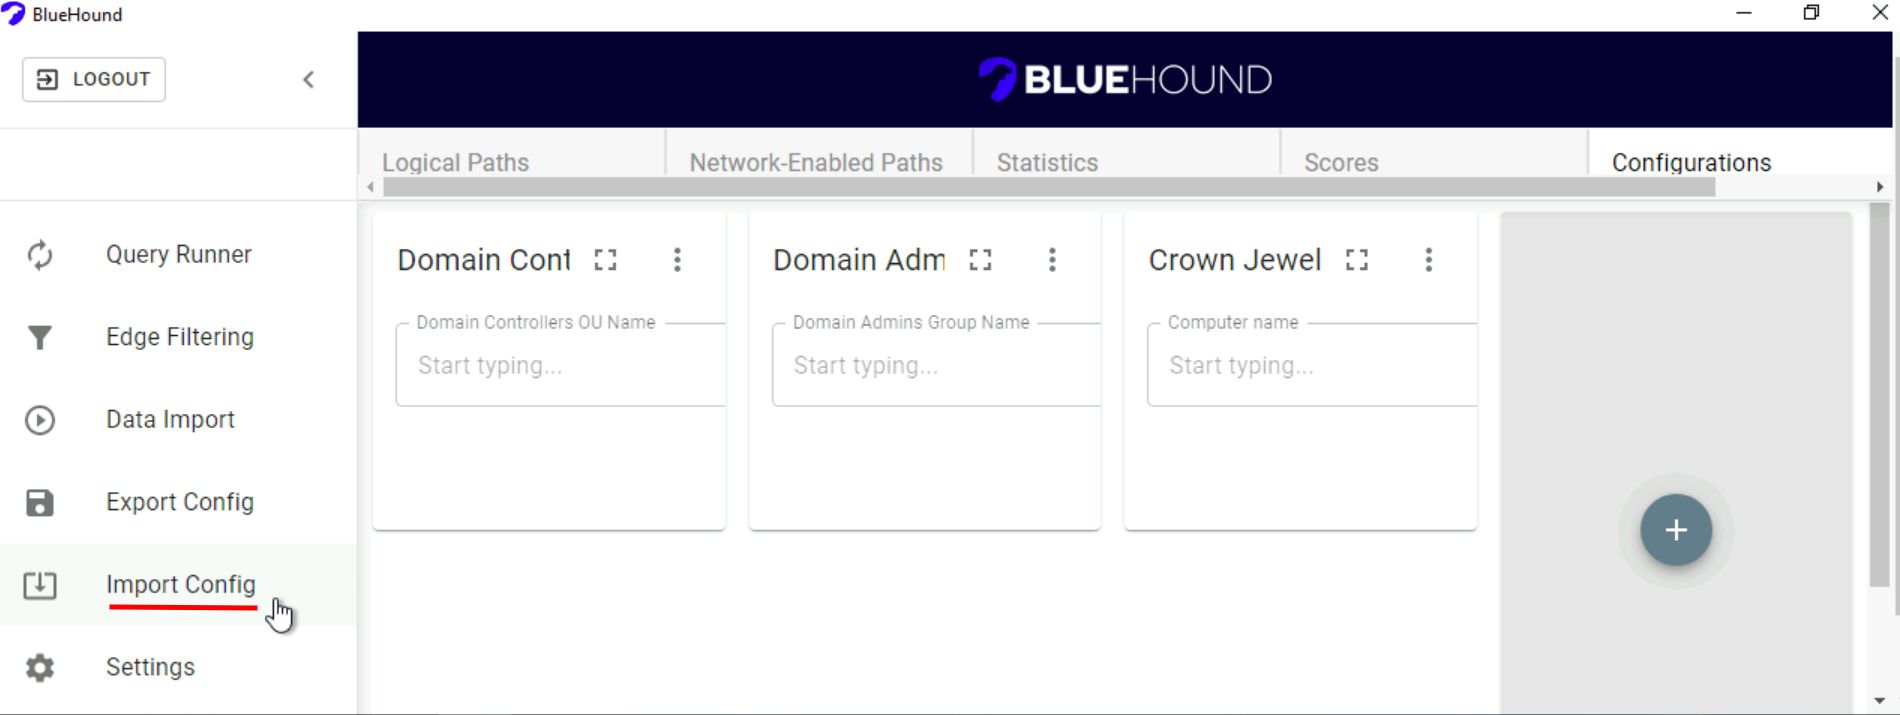 BlueHound
LOGOUT
BLUEHOUND
Logical Paths
Network-Enabled Paths
Statistics
Scores
Configurations
Query Runner
Edge Filtering
Data Import
Export Config
Import Config
Settings
Domain Cont
Domain Controllers OU Name
Start typing...
Domain Adm
Domain Admins Group Name
Start typing...
Crown Jewel
Computer name
Start typing...